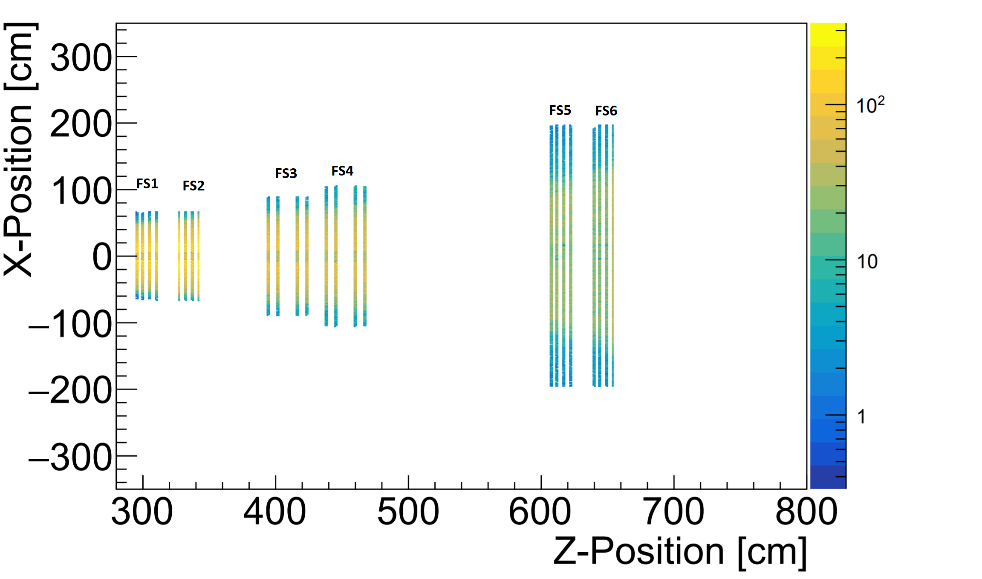 X-Position [cm]
300
200
100
0
−100
−200
−300
FS1
FS2
FS3
FS4
FS5
FS6
300 400 500 600 700 800
Z-Position [cm]
10²
10
1